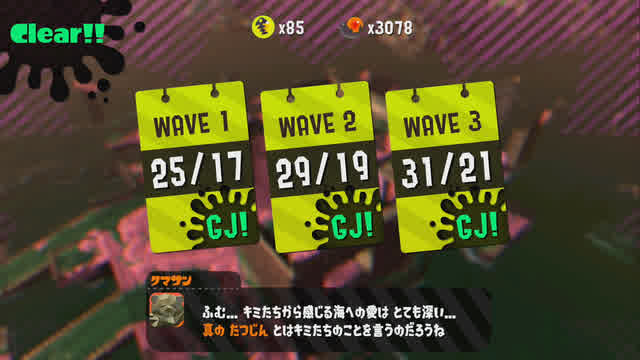 Clear!!
x85
x3078
WAVE 1
WAVE 2
WAVE 3
25/17
29/19
31/21
GJ!
GJ!
GJ!
クマサン
ふむ… キミたちから感じる海への愛は とても深い…
真の たつじん とはキミたちのことを言うのだろうね